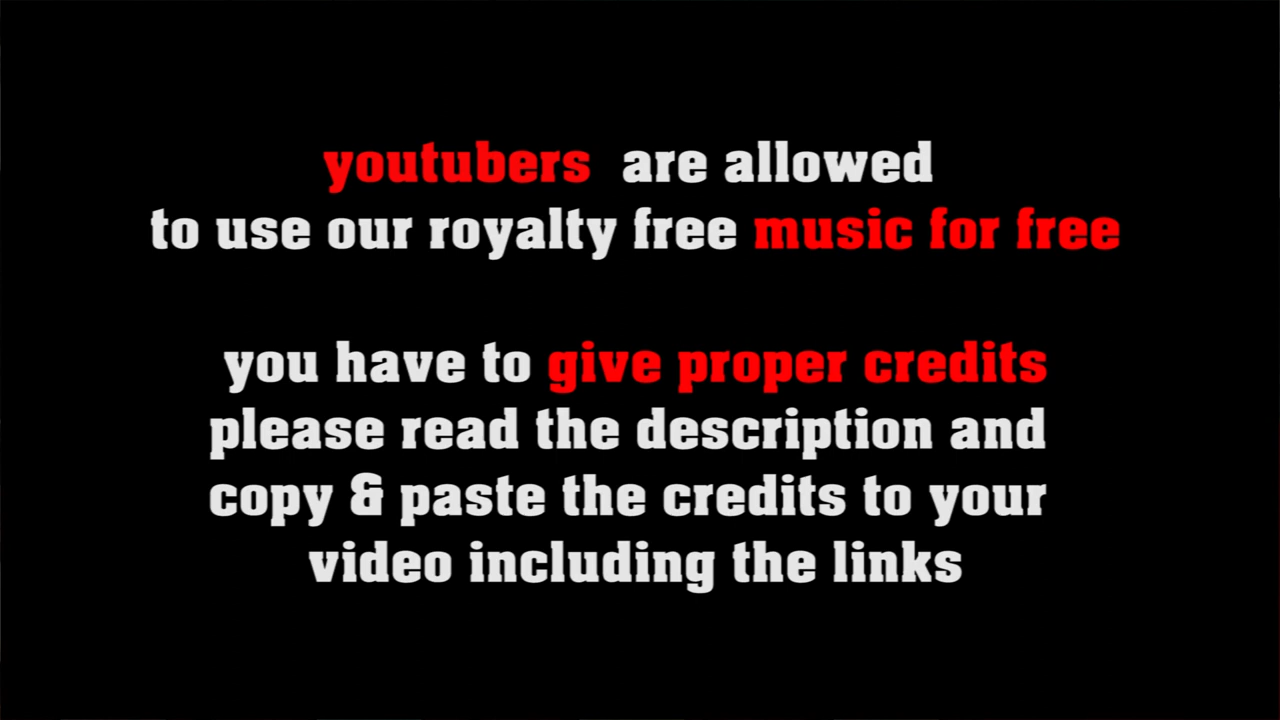 youtubers are allowed
to use our royalty free music for free
you have to give proper credits
please read the description and
copy & paste the credits to your
video including the links